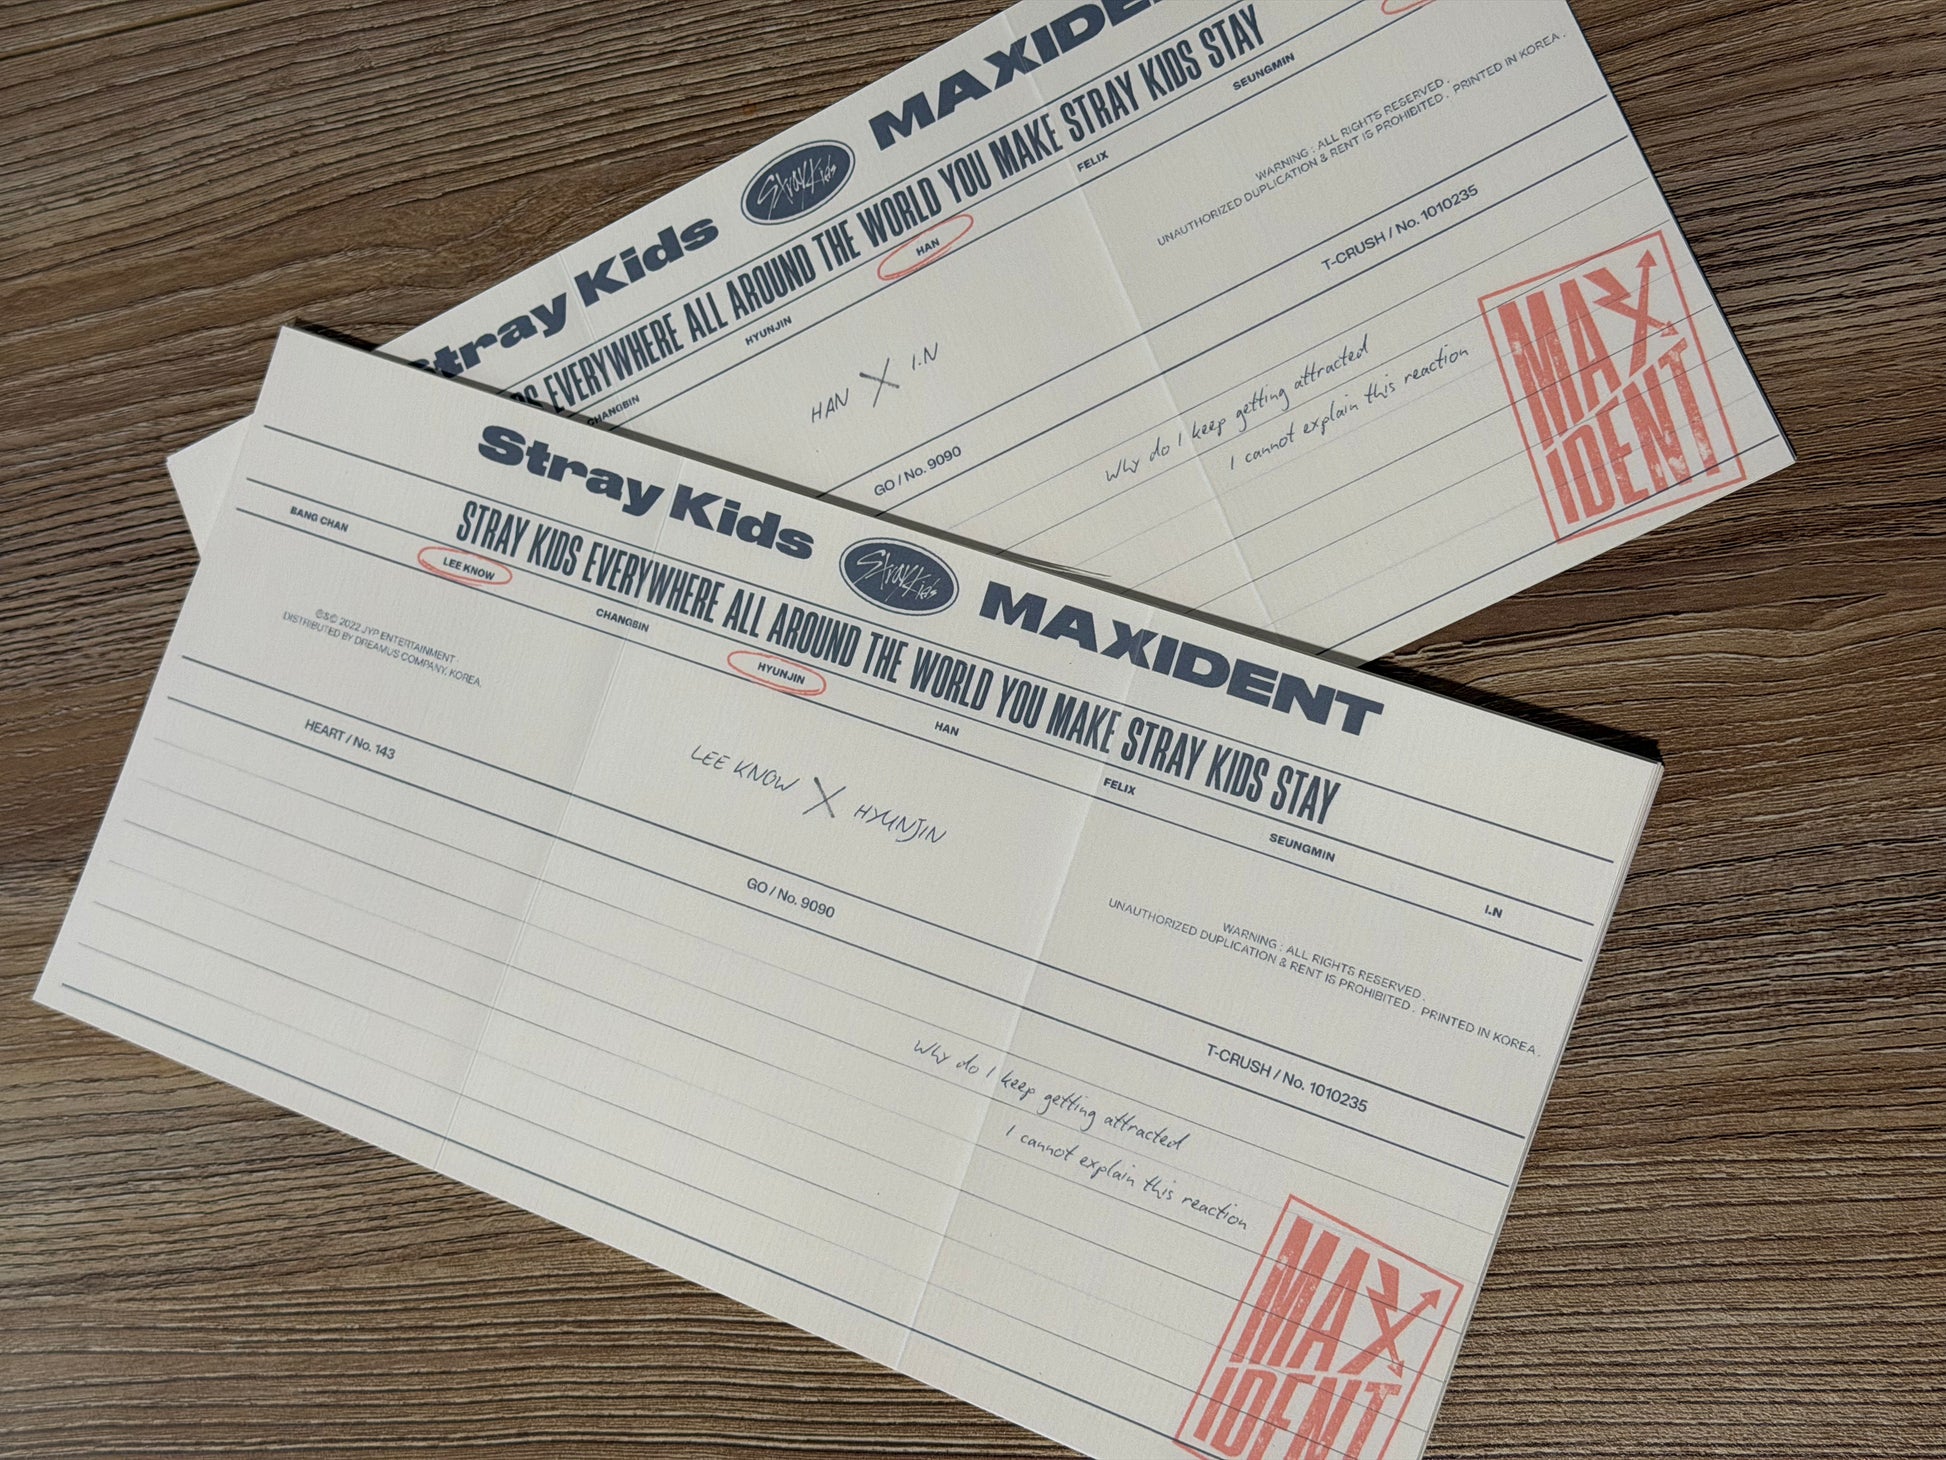 Stray Kids Stray Kids MAXIDE
DS EVERYWHERE ALL AROUND THE WORLD YOU MAKE STRAY KIDS STAY
CHANGBIN HYUNJIN HAN FELIX SEUNGMIN
WARNING : ALL RIGHTS RESERVED .
UNAUTHORIZED DUPLICATION & RENT IS PROHIBITED . PRINTED IN KOREA .
HAN X I.N
GO / No. 9090 T-CRUSH / No. 1010235
Why do I keep getting attracted
I cannot explain this reaction
MAX
IDENT
Stray Kids Stray Kids MAXIDENT
STRAY KIDS EVERYWHERE ALL AROUND THE WORLD YOU MAKE STRAY KIDS STAY
BANG CHAN LEE KNOW CHANGBIN HYUNJIN HAN FELIX SEUNGMIN I.N
Ⓟ&© 2022 JYP ENTERTAINMENT .
DISTRIBUTED BY DREAMUS COMPANY, KOREA.
LEE KNOW X HYUNJIN
WARNING : ALL RIGHTS RESERVED .
UNAUTHORIZED DUPLICATION & RENT IS PROHIBITED . PRINTED IN KOREA .
HEART / No. 143 GO / No. 9090 T-CRUSH / No. 1010235
Why do I keep getting attracted
I cannot explain this reaction
MAX
IDENT